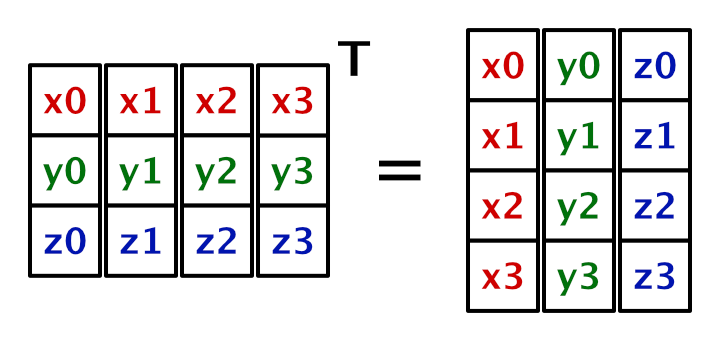 T
x0 x1 x2 x3
y0 y1 y2 y3
z0 z1 z2 z3
=
x0 y0 z0
x1 y1 z1
x2 y2 z2
x3 y3 z3